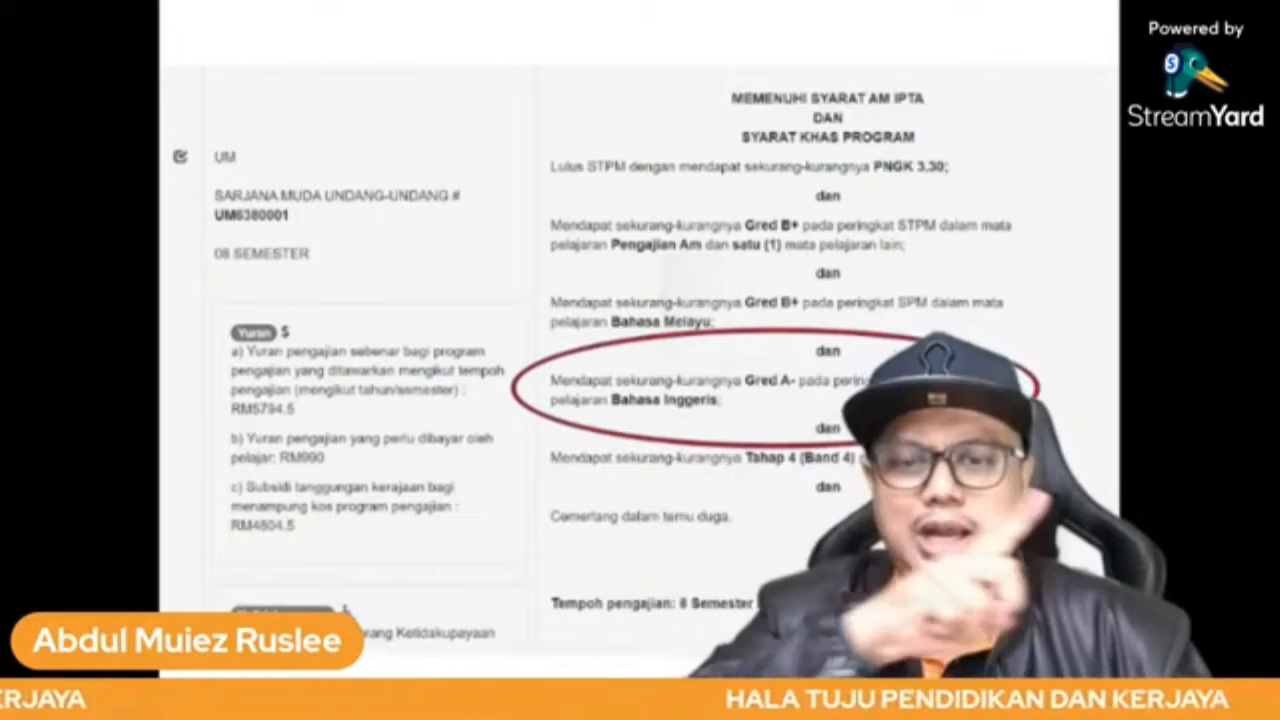 Powered by
StreamYard
UM
SARJANA MUDA UNDANG-UNDANG #
UM6380001
08 SEMESTER
Yuran $
a) Yuran pengajian sebenar bagi program
pengajian yang ditawarkan mengikut tempoh
pengajian (mengikut tahun/semester) :
RM5794.5
b) Yuran pengajian yang perlu dibayar oleh
pelajar: RM990
c) Subsidi tanggungan kerajaan bagi
menampung kos program pengajian :
RM4804.5
Ketidakupayaan
MEMENUHI SYARAT AM IPTA
DAN
SYARAT KHAS PROGRAM
Lulus STPM dengan mendapat sekurang-kurangnya PNGK 3.30;
dan
Mendapat sekurang-kurangnya Gred B+ pada peringkat STPM dalam mata
pelajaran Pengajian Am dan satu (1) mata pelajaran lain;
dan
Mendapat sekurang-kurangnya Gred B+ pada peringkat SPM dalam mata
pelajaran Bahasa Melayu;
dan
Mendapat sekurang-kurangnya Gred A- pada
pelajaran Bahasa Inggeris;
dan
Mendapat sekurang-kurangnya Tahap 4 (Band 4)
dan
Cemerlang dalam temu duga.
Tempoh pengajian: 8 Semester
Abdul Muiez Ruslee
ERJAYA
HALA TUJU PENDIDIKAN DAN KERJAYA